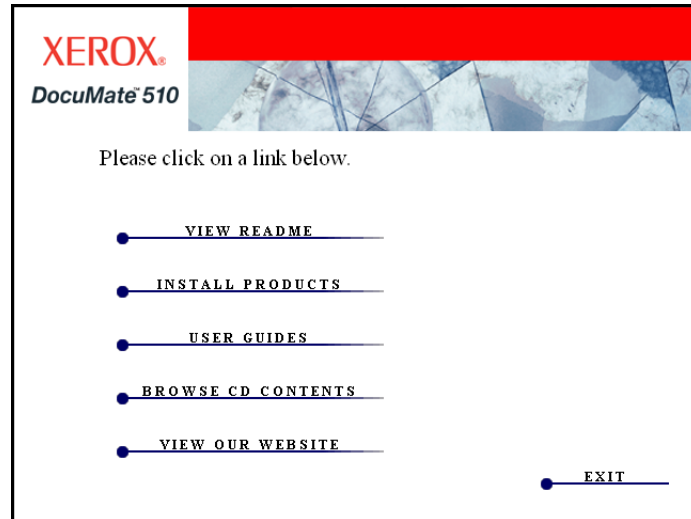 XEROX®
DocuMate™ 510
Please click on a link below.
VIEW README
INSTALL PRODUCTS
USER GUIDES
BROWSE CD CONTENTS
VIEW OUR WEBSITE
EXIT